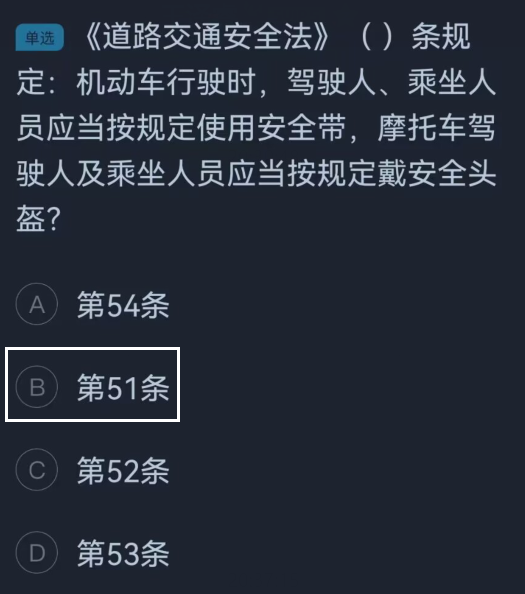 单选 《道路交通安全法》（ ）条规
定：机动车行驶时，驾驶人、乘坐人
员应当按规定使用安全带，摩托车驾
驶人及乘坐人员应当按规定戴安全头
盔？
A 第54条
B 第51条
C 第52条
D 第53条